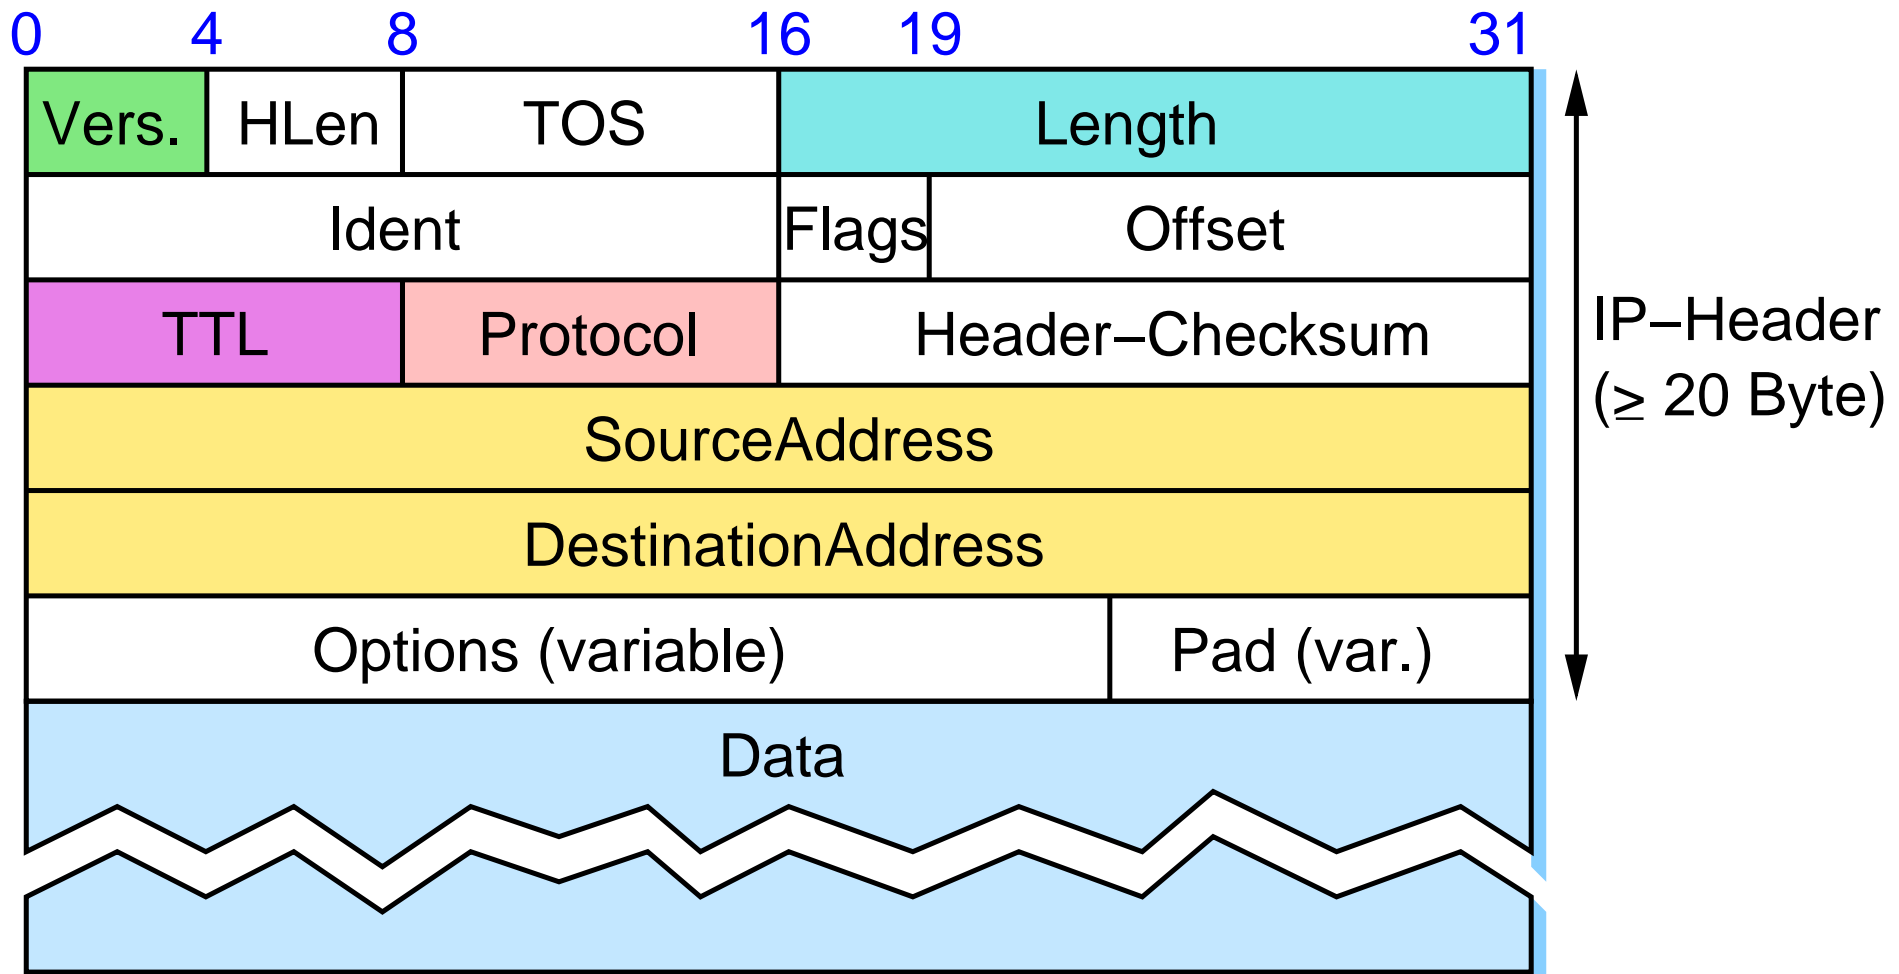 0 4 8 16 19 31
Vers. HLen TOS Length
Ident Flags Offset
TTL Protocol Header–Checksum
IP–Header
(≥ 20 Byte)
SourceAddress
DestinationAddress
Options (variable) Pad (var.)
Data